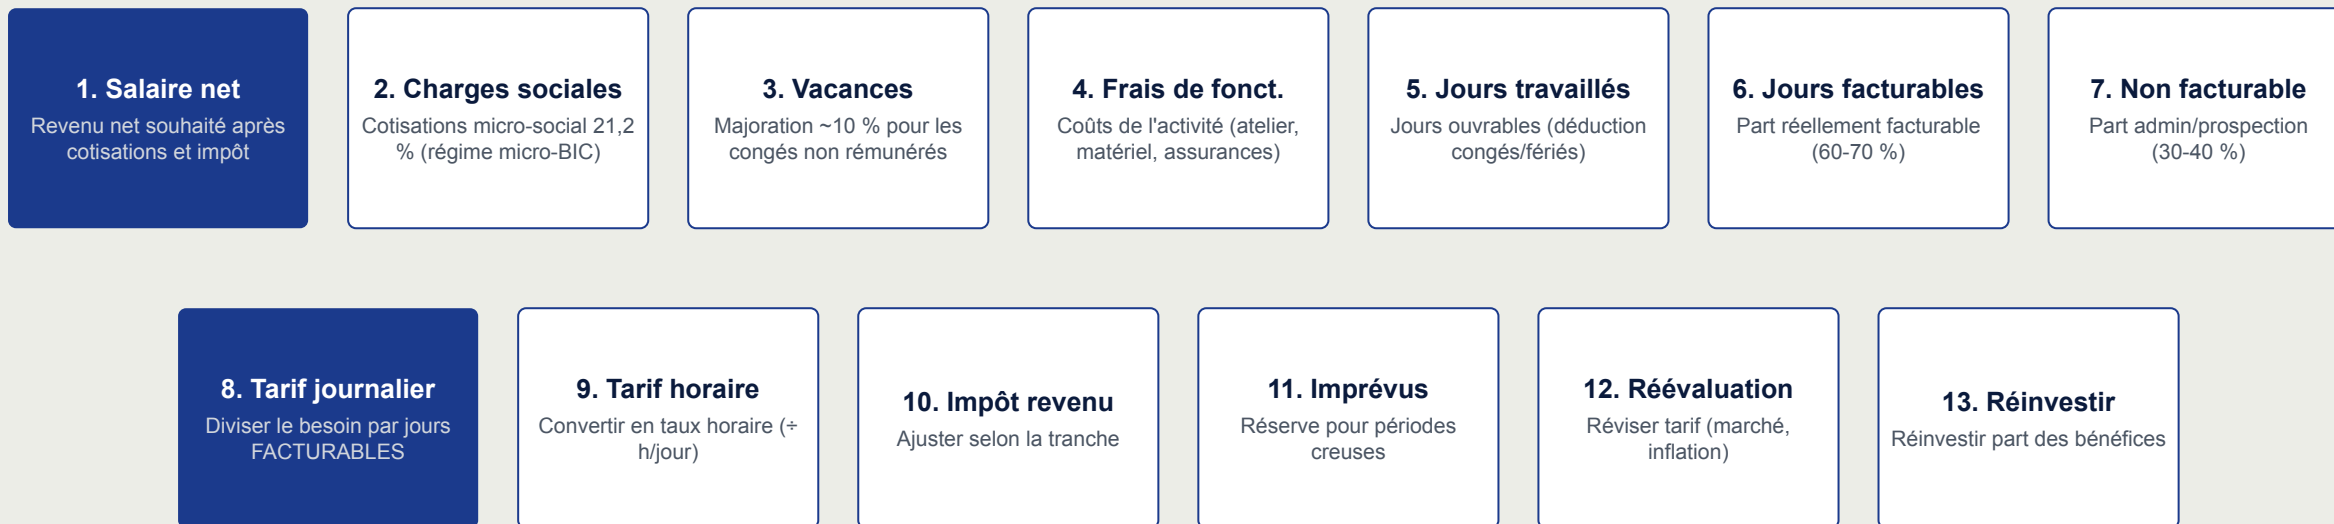 1. Salaire net
Revenu net souhaité après
cotisations et impôt
2. Charges sociales
Cotisations micro-social 21,2
% (régime micro-BIC)
3. Vacances
Majoration ~10 % pour les
congés non rémunérés
4. Frais de fonct.
Coûts de l'activité (atelier,
matériel, assurances)
5. Jours travaillés
Jours ouvrables (déduction
congés/fériés)
6. Jours facturables
Part réellement facturable
(60-70 %)
7. Non facturable
Part admin/prospection
(30-40 %)
8. Tarif journalier
Diviser le besoin par jours
FACTURABLES
9. Tarif horaire
Convertir en taux horaire (÷
h/jour)
10. Impôt revenu
Ajuster selon la tranche
11. Imprévus
Réserve pour périodes
creuses
12. Réévaluation
Réviser tarif (marché,
inflation)
13. Réinvestir
Réinvestir part des bénéfices